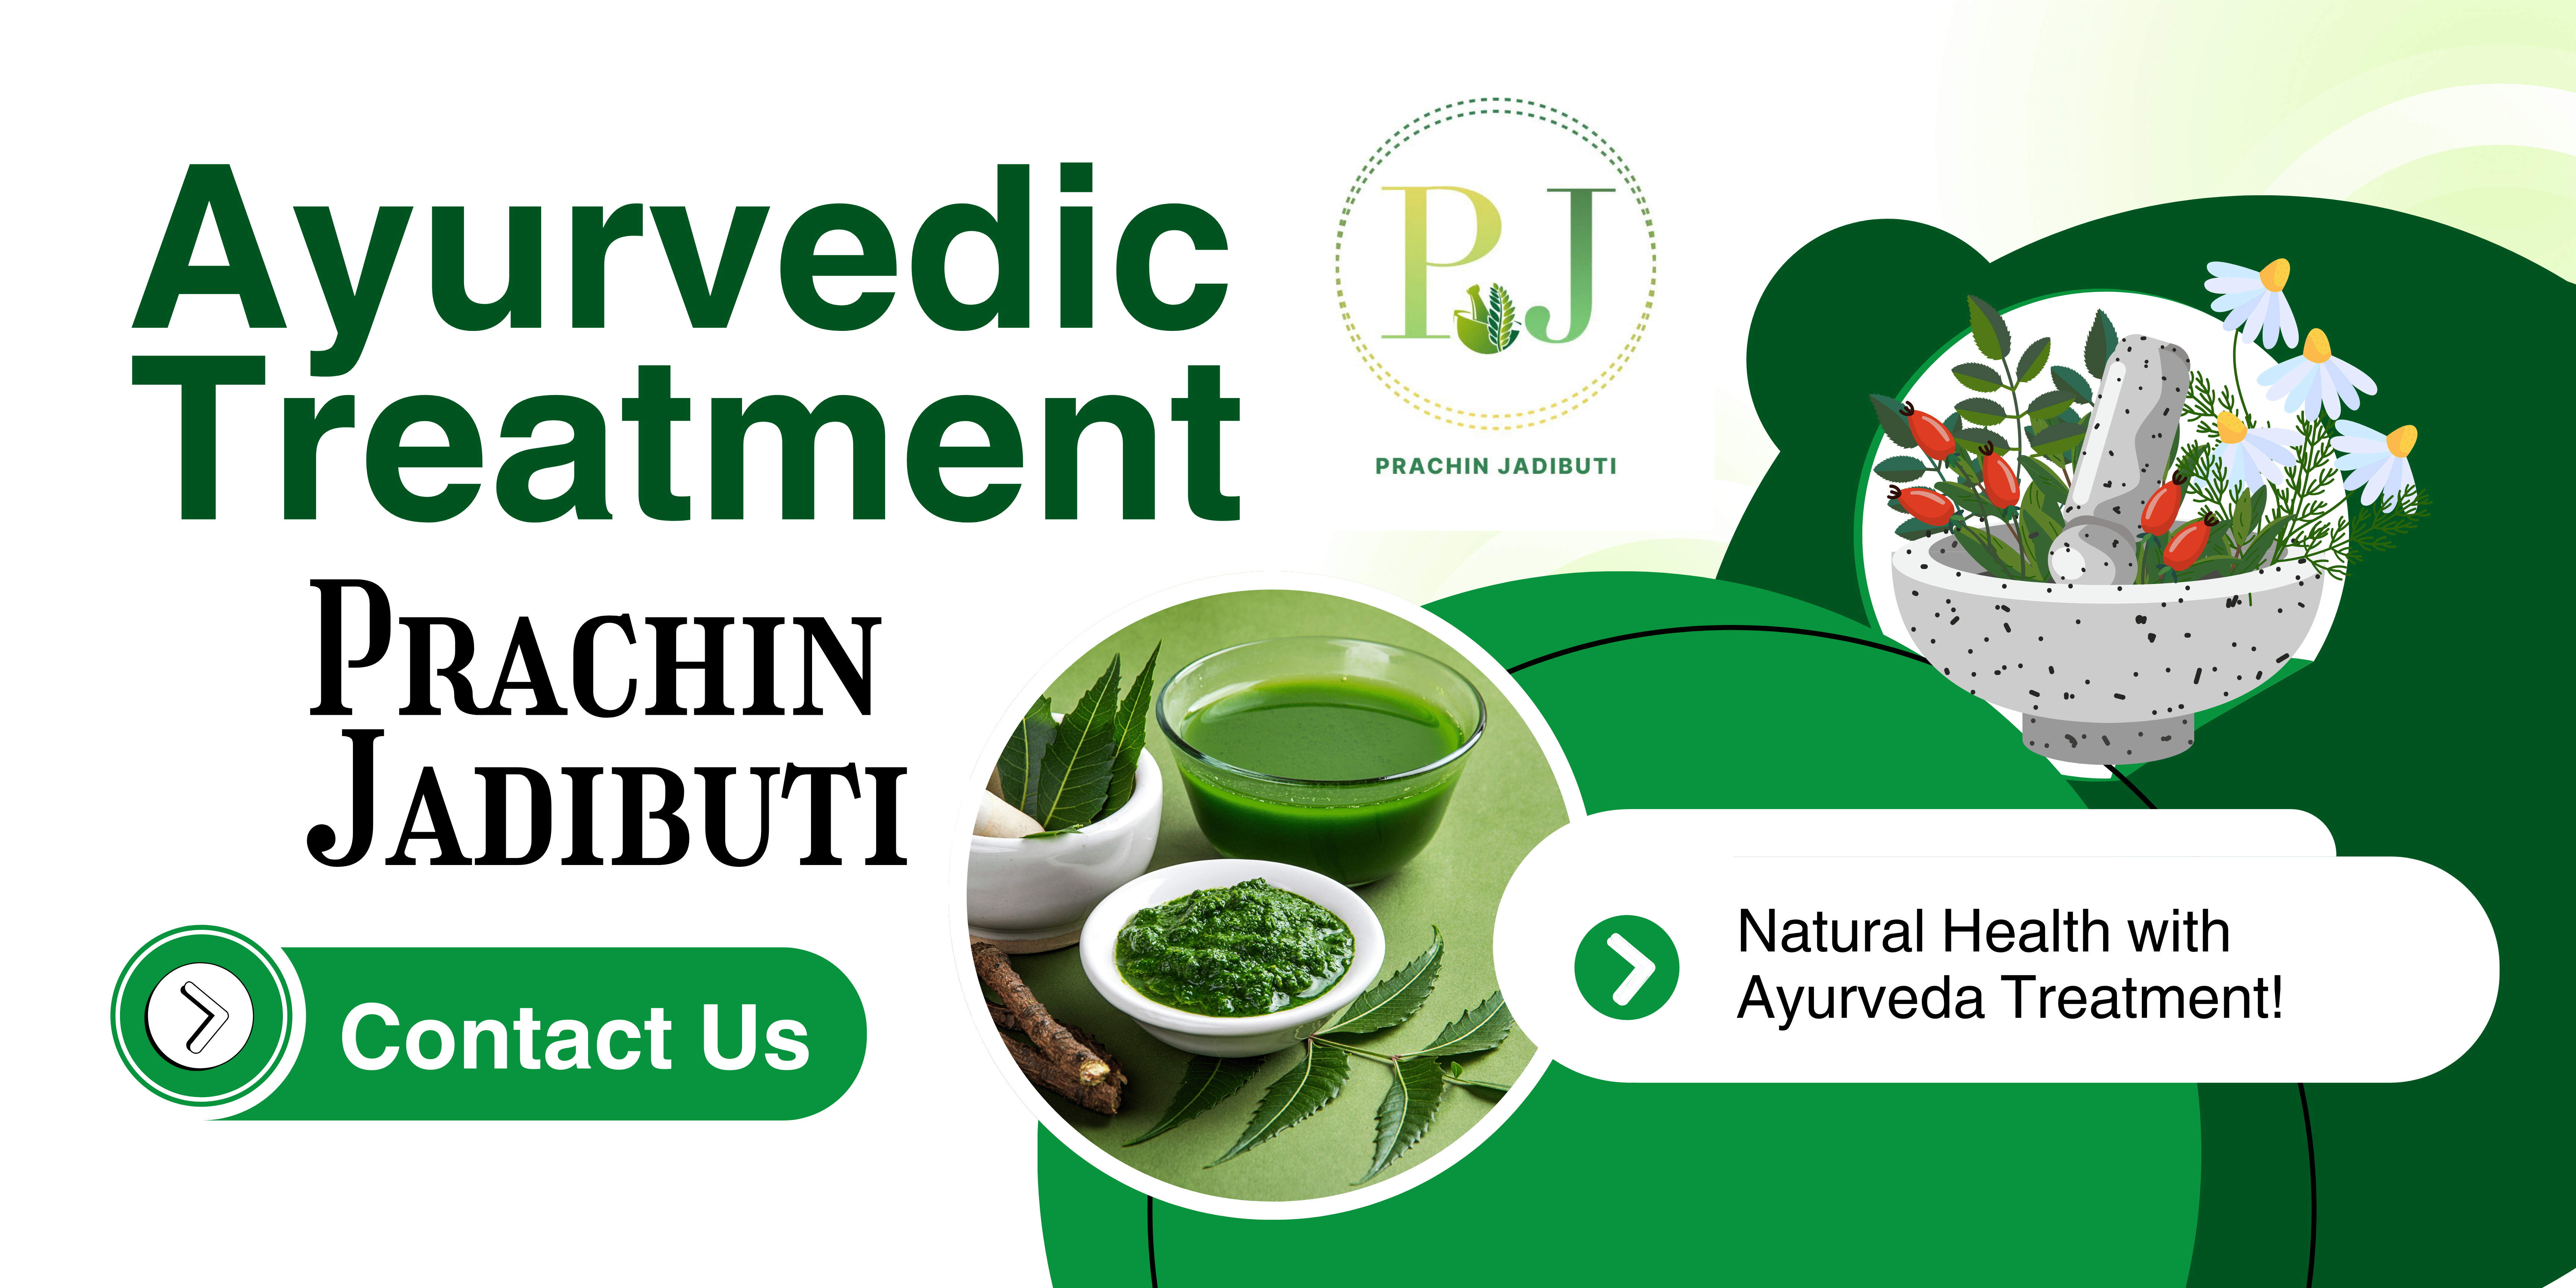 Ayurvedic
Treatment
PJ
PRACHIN JADIBUTI
PRACHIN
JADIBUTI
Contact Us
Natural Health with
Ayurveda Treatment!